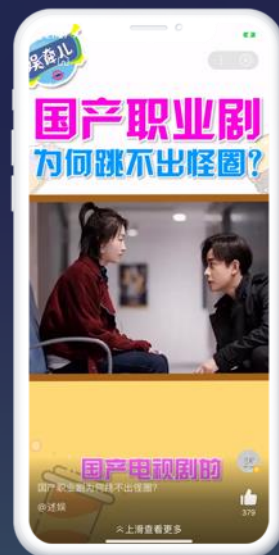 吴奋儿
国产职业剧
为何跳不出怪圈?
国产电视剧的
国产职业剧为何跳不出怪圈?
@述娱
379
上滑查看更多